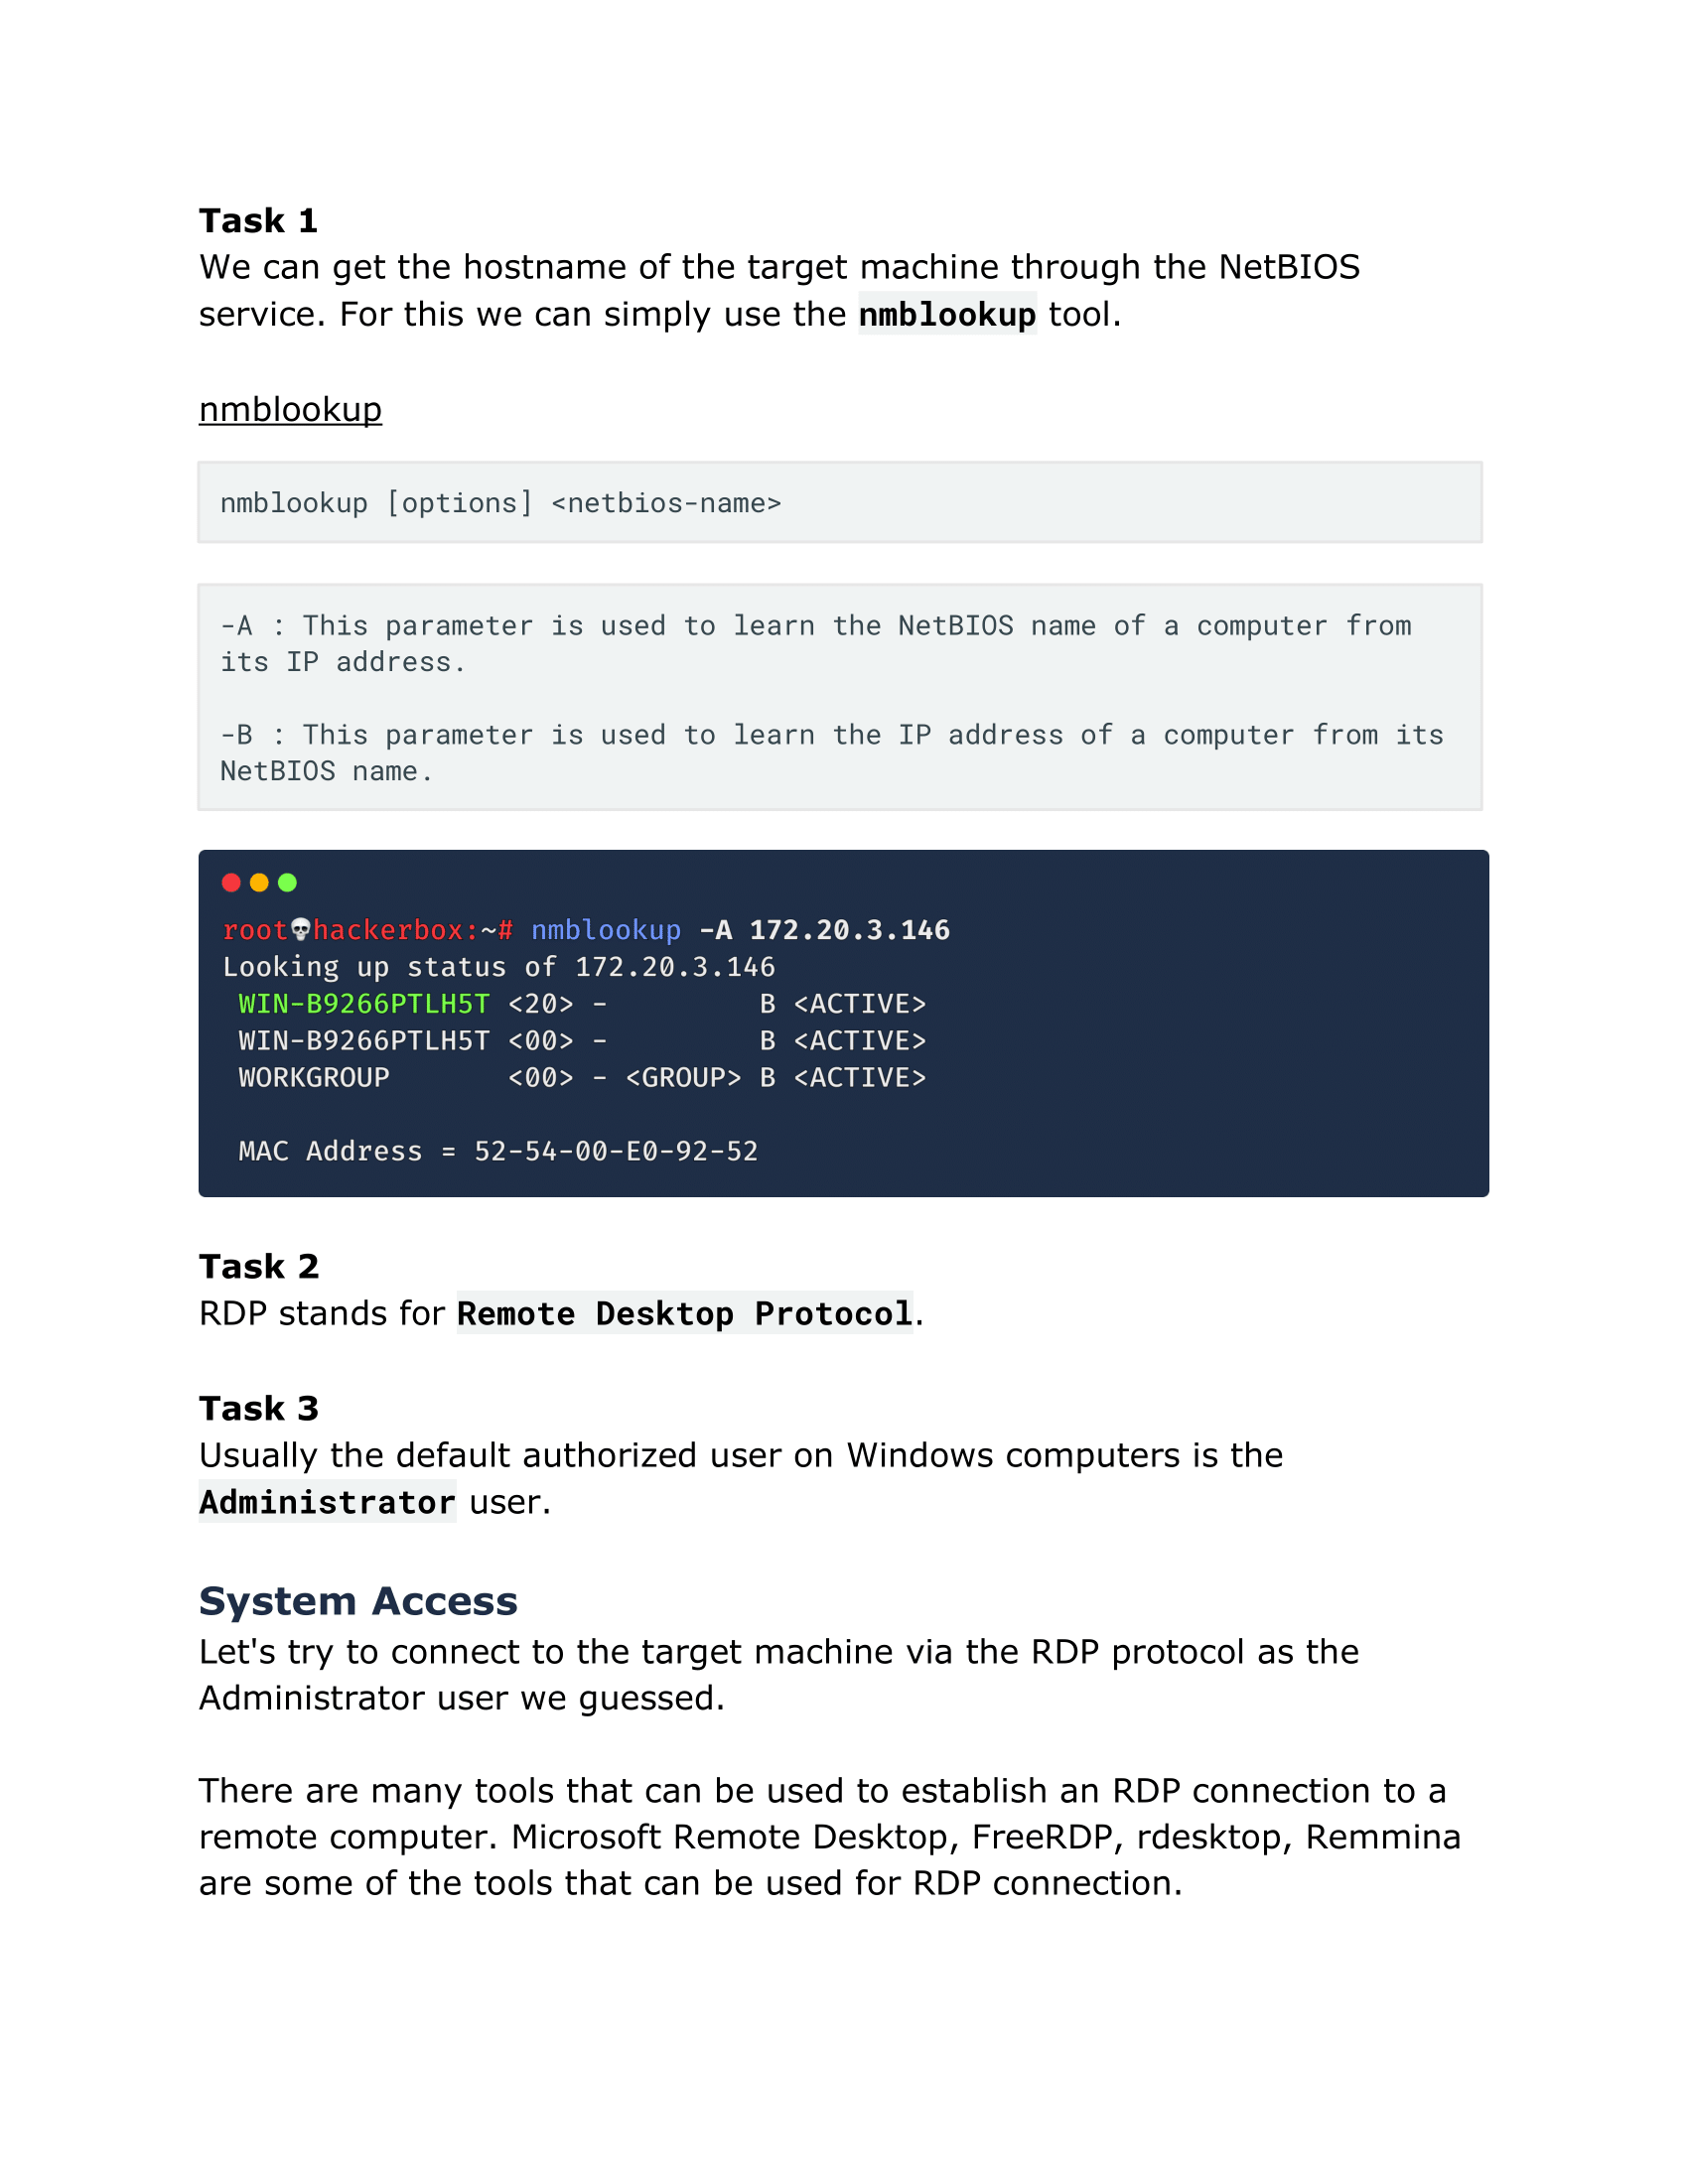 Task 1
We can get the hostname of the target machine through the NetBIOS
service. For this we can simply use the nmblookup tool.
nmblookup
nmblookup [options] <netbios-name>
-A : This parameter is used to learn the NetBIOS name of a computer from
its IP address.
-B : This parameter is used to learn the IP address of a computer from its
NetBIOS name.
root💀hackerbox:~# nmblookup -A 172.20.3.146
Looking up status of 172.20.3.146
WIN-B9266PTLH5T <20> -         B <ACTIVE>
WIN-B9266PTLH5T <00> -         B <ACTIVE>
WORKGROUP       <00> - <GROUP> B <ACTIVE>
MAC Address = 52-54-00-E0-92-52
Task 2
RDP stands for Remote Desktop Protocol.
Task 3
Usually the default authorized user on Windows computers is the
Administrator user.
System Access
Let's try to connect to the target machine via the RDP protocol as the
Administrator user we guessed.
There are many tools that can be used to establish an RDP connection to a
remote computer. Microsoft Remote Desktop, FreeRDP, rdesktop, Remmina
are some of the tools that can be used for RDP connection.